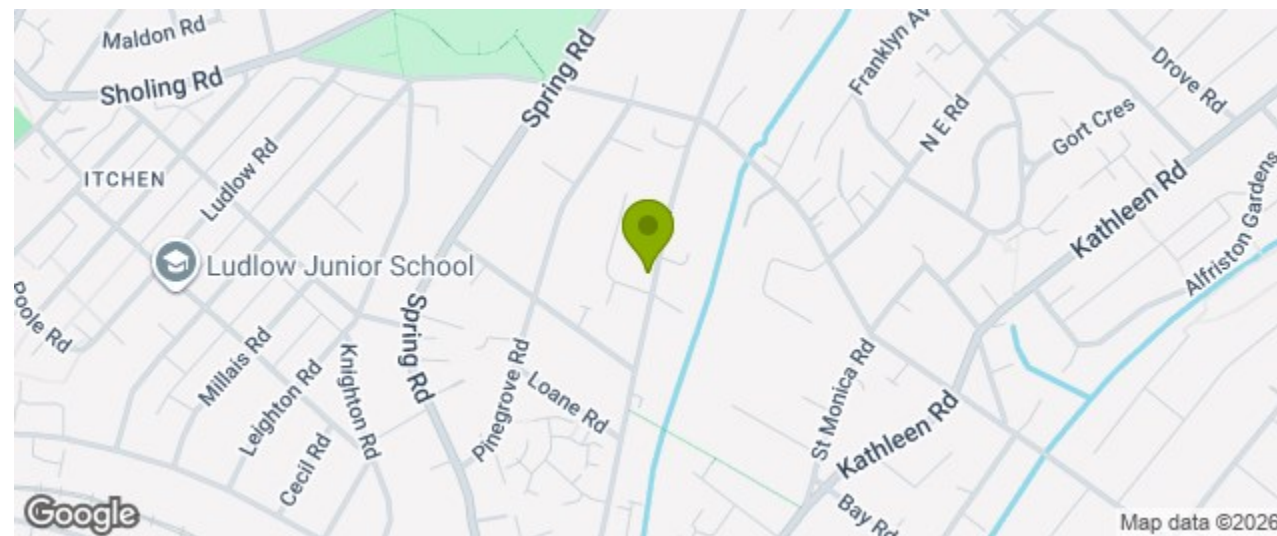 Maldon Rd
Sholing Rd
Spring Rd
Franklyn Av
Drove Rd
N E Rd
Gort Cres
ITCHEN
Ludlow Rd
Kathleen Rd
Alfriston Gardens
Ludlow Junior School
Poole Rd
Spring Rd
Millais Rd
Leighton Rd
Knighton Rd
Pinegrove Rd
Loane Rd
St Monica Rd
Kathleen Rd
Cecil Rd
Bay Rd
Google
Map data ©2026